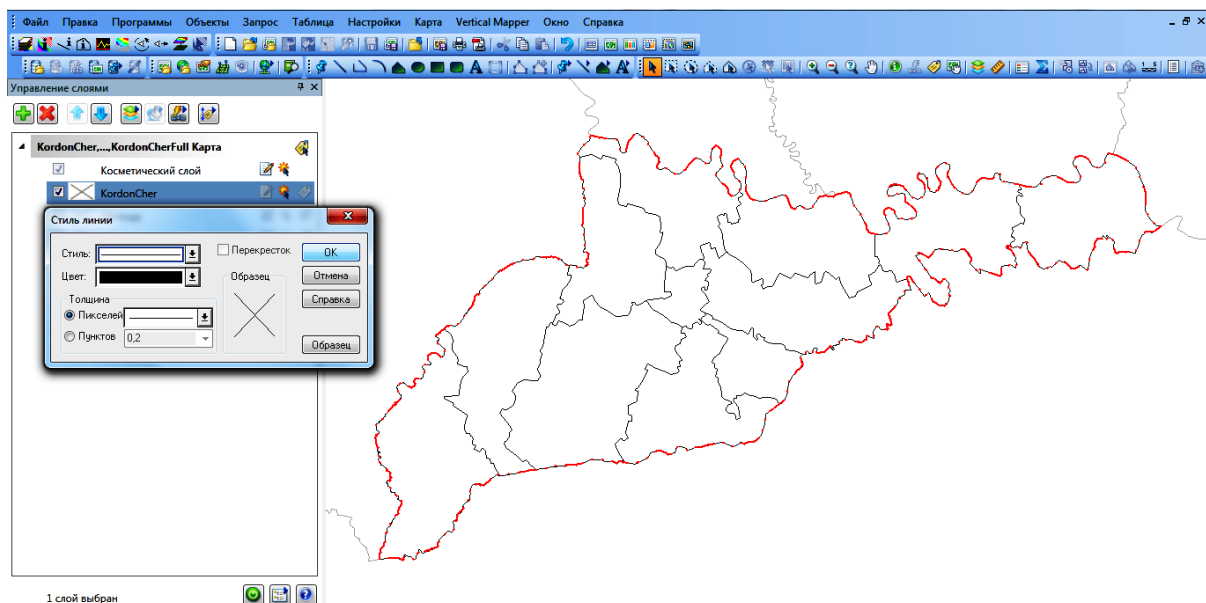 Файл Правка Программы Объекты Запрос Таблица Настройки Карта Vertical Mapper Окно Справка
Управление слоями
KordonCher,...,KordonCherFull Карта
Косметический слой
KordonCher
Стиль линии
Стиль:
Перекресток
OK
Цвет:
Образец
Отмена
Толщина
Справка
Пикселей
Пунктов
0,2
Образец
1 слой выбран